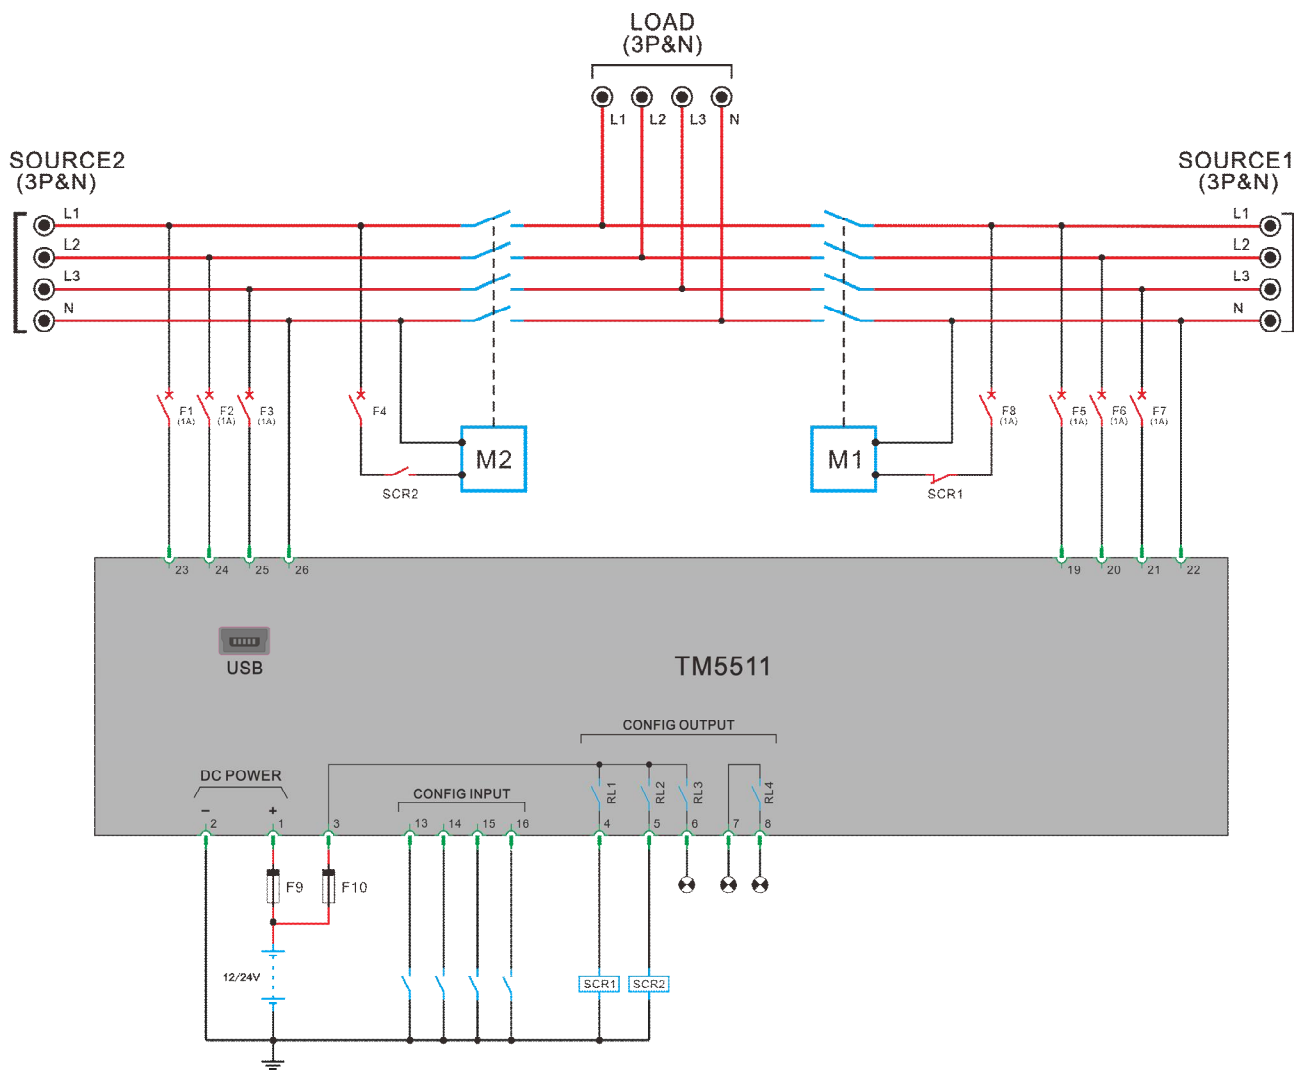 LOAD
(3P&N)
L1 L2 L3 N
SOURCE2
(3P&N)
SOURCE1
(3P&N)
L1
L2
L3
N
L1
L2
L3
N
F1
(1A)
F2
(1A)
F3
(1A)
F4
F8
(1A)
F5
(1A)
F6
(1A)
F7
(1A)
M2
M1
SCR2
SCR1
23 24 25 26
19 20 21 22
USB
TM5511
CONFIG OUTPUT
DC POWER
CONFIG INPUT
− +
RL1 RL2 RL3 RL4
2 1 3 13 14 15 16 4 5 6 7 8
F9 F10
12/24V
SCR1 SCR2